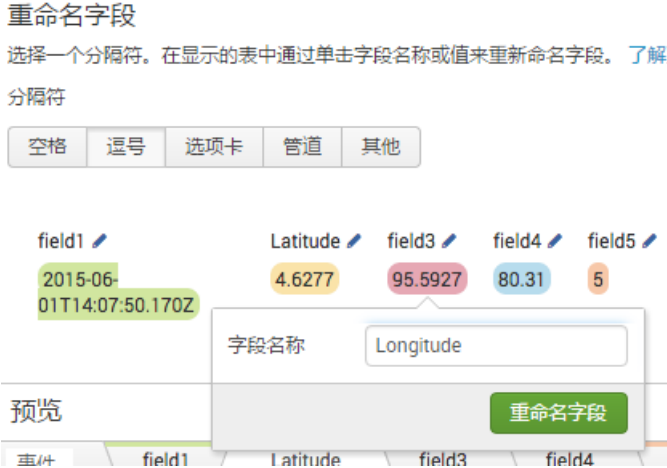 重命名字段
选择一个分隔符。在显示的表中通过单击字段名称或值来重新命名字段。 了解
分隔符
空格 逗号 选项卡 管道 其他
field1 Latitude field3 field4 field5
2015-06-01T14:07:50.170Z 4.6277 95.5927 80.31 5
字段名称 Longitude
重命名字段
预览
事件 field1 Latitude field3 field4